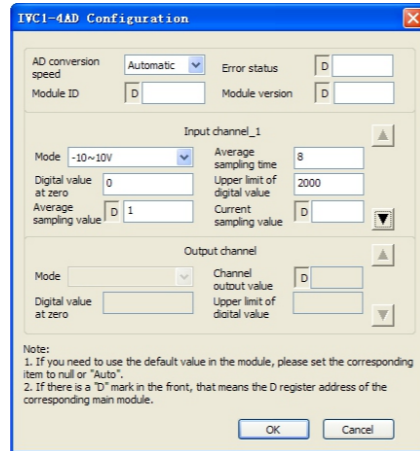 IVC1-4AD Configuration
AD conversion speed Automatic Error status D
Module ID D Module version D
Input channel_1
Mode -10~10V Average sampling time 8
Digital value at zero 0 Upper limit of digital value 2000
Average sampling value D 1 Current sampling value D
Output channel
Mode Channel output value D
Digital value at zero Upper limit of digital value
Note:
1. If you need to use the default value in the module, please set the corresponding
item to null or "Auto".
2. If there is a "D" mark in the front, that means the D register address of the
corresponding main module.
OK Cancel